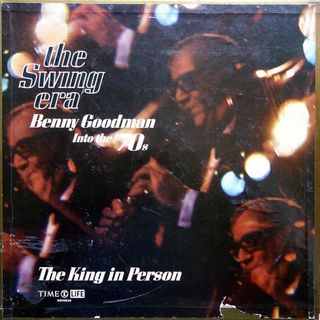 the
Swing
era
Benny Goodman
Into the '70s
The King in Person
TIME LIFE